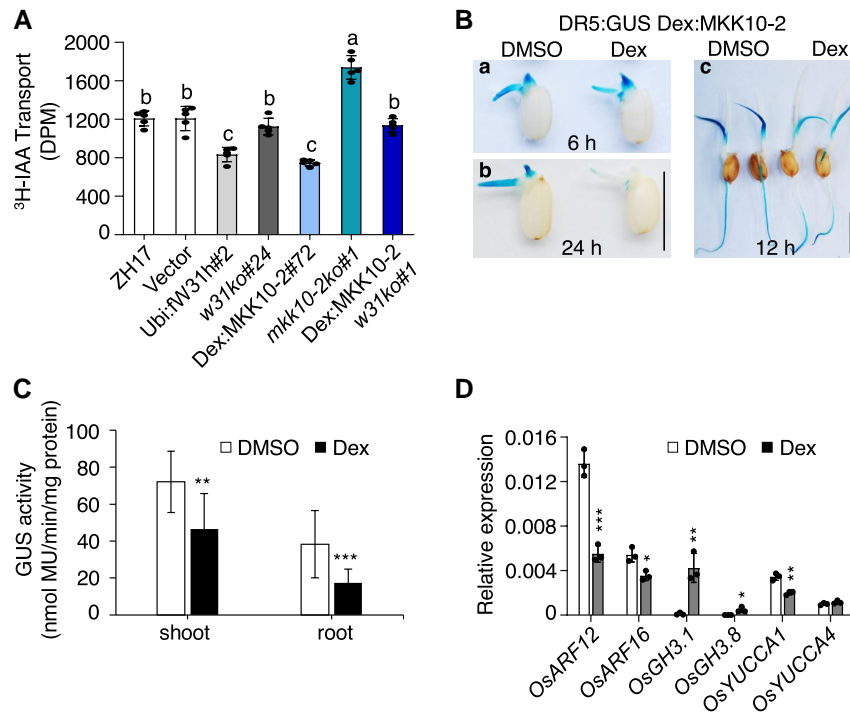 A
³H-IAA Transport
(DPM)
2000
1600
1200
800
400
0
b
b
c
b
c
a
b
ZH17
Vector
Ubi:fW31h#2
w31ko#24
Dex:MKK10-2#72
mkk10-2ko#1
Dex:MKK10-2
w31ko#1
B
DR5:GUS Dex:MKK10-2
DMSO Dex
DMSO Dex
a
6 h
b
24 h
c
12 h
C
GUS activity
(nmol MU/min/mg protein)
100
80
60
40
20
0
DMSO Dex
**
***
shoot
root
D
Relative expression
0.016
0.012
0.008
0.004
0
DMSO Dex
***
*
**
*
**
OsARF12
OsARF16
OsGH3.1
OsGH3.8
OsYUCCA1
OsYUCCA4